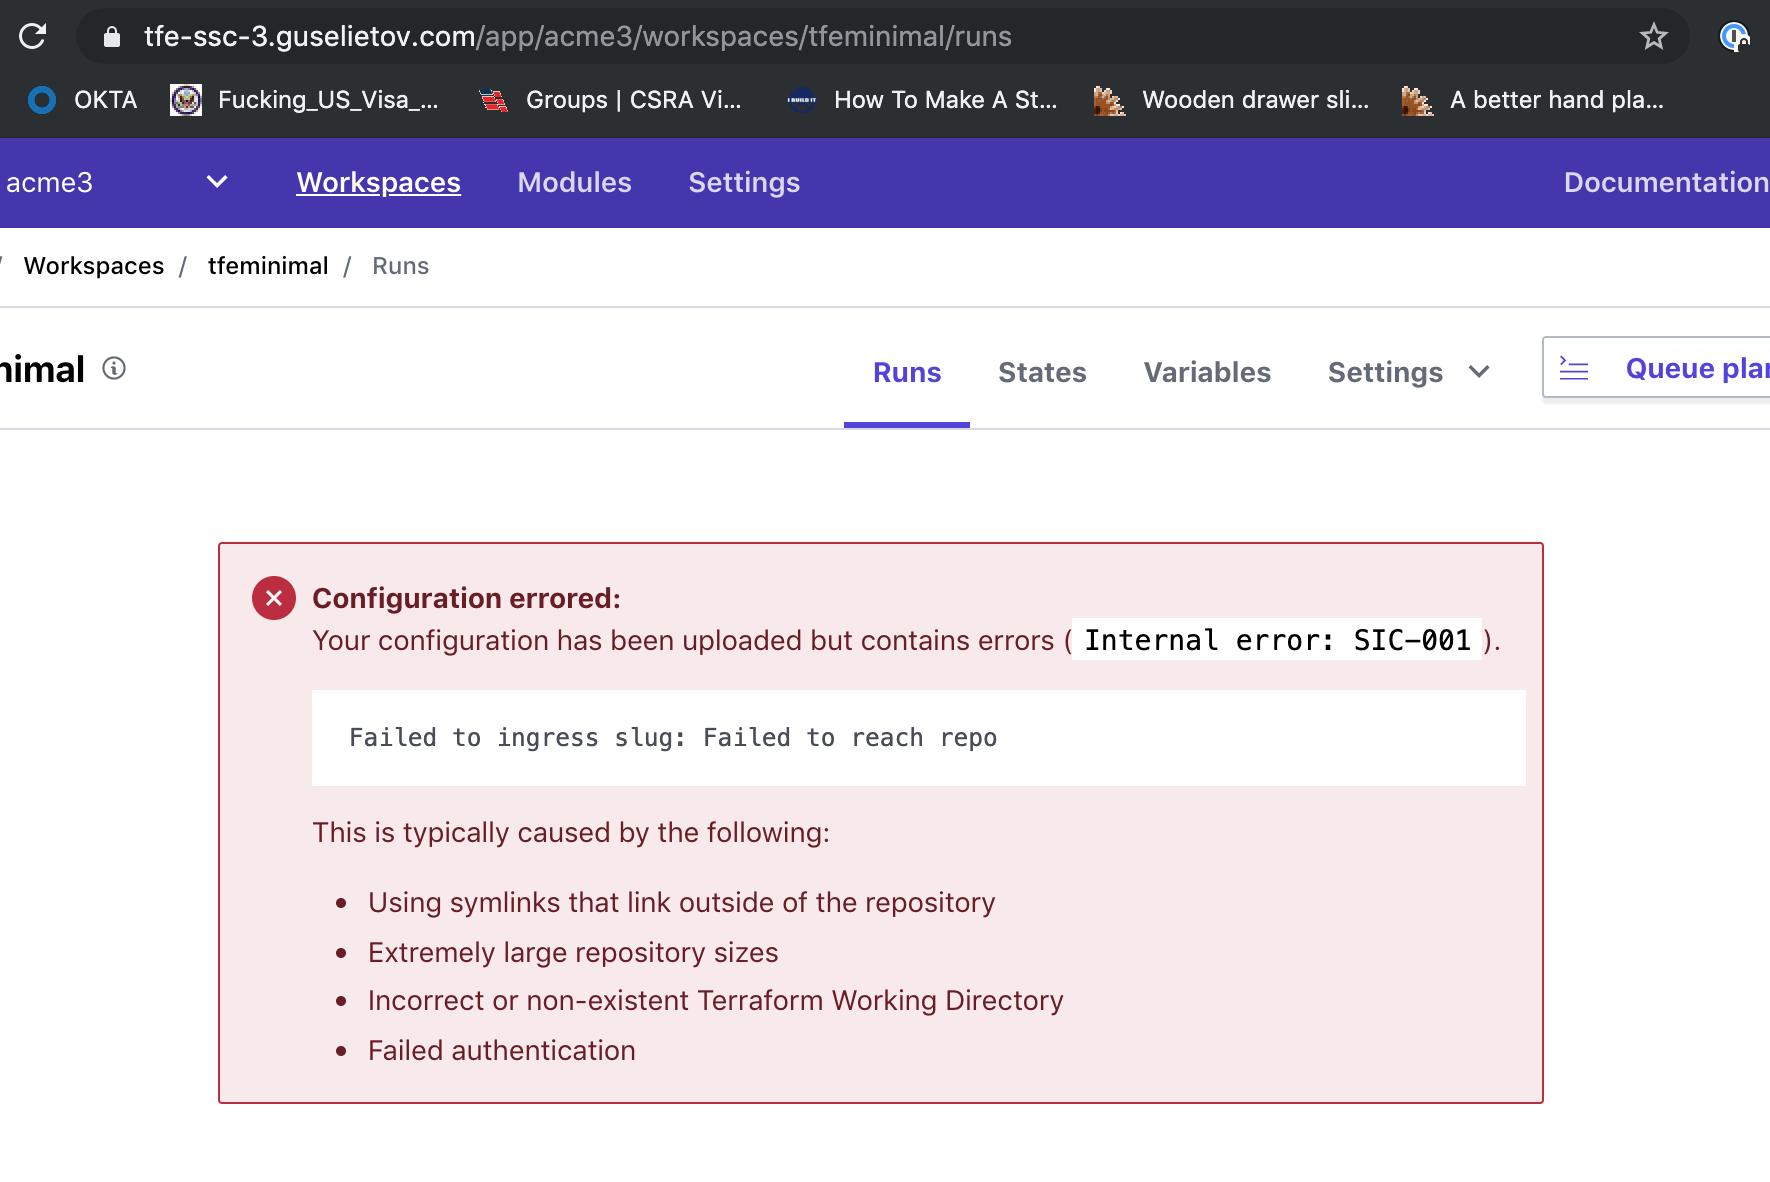 tfe-ssc-3.guselietov.com/app/acme3/workspaces/tfeminimal/runs
OKTA Fucking_US_Visa_... Groups | CSRA Vi... I BUILD IT How To Make A St... Wooden drawer sli... A better hand pla...
acme3 Workspaces Modules Settings Documentation
/ Workspaces / tfeminimal / Runs
nimal Runs States Variables Settings Queue plan
Configuration errored:
Your configuration has been uploaded but contains errors ( Internal error: SIC-001 ).
Failed to ingress slug: Failed to reach repo
This is typically caused by the following:
• Using symlinks that link outside of the repository
• Extremely large repository sizes
• Incorrect or non-existent Terraform Working Directory
• Failed authentication